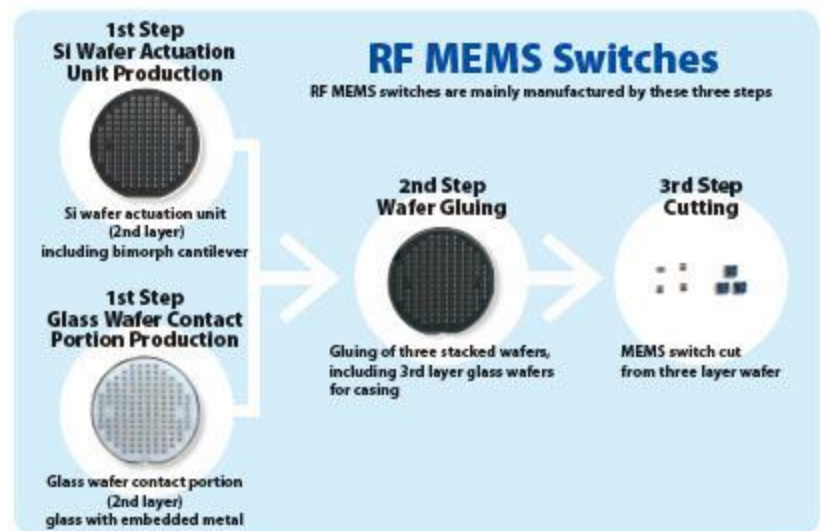 1st Step
Si Wafer Actuation
Unit Production
RF MEMS Switches
RF MEMS switches are mainly manufactured by these three steps
Si wafer actuation unit
(2nd layer)
including bimorph cantilever
1st Step
Glass Wafer Contact
Portion Production
Glass wafer contact portion
(2nd layer)
glass with embedded metal
2nd Step
Wafer Gluing
Gluing of three stacked wafers,
including 3rd layer glass wafers
for casing
3rd Step
Cutting
MEMS switch cut
from three layer wafer